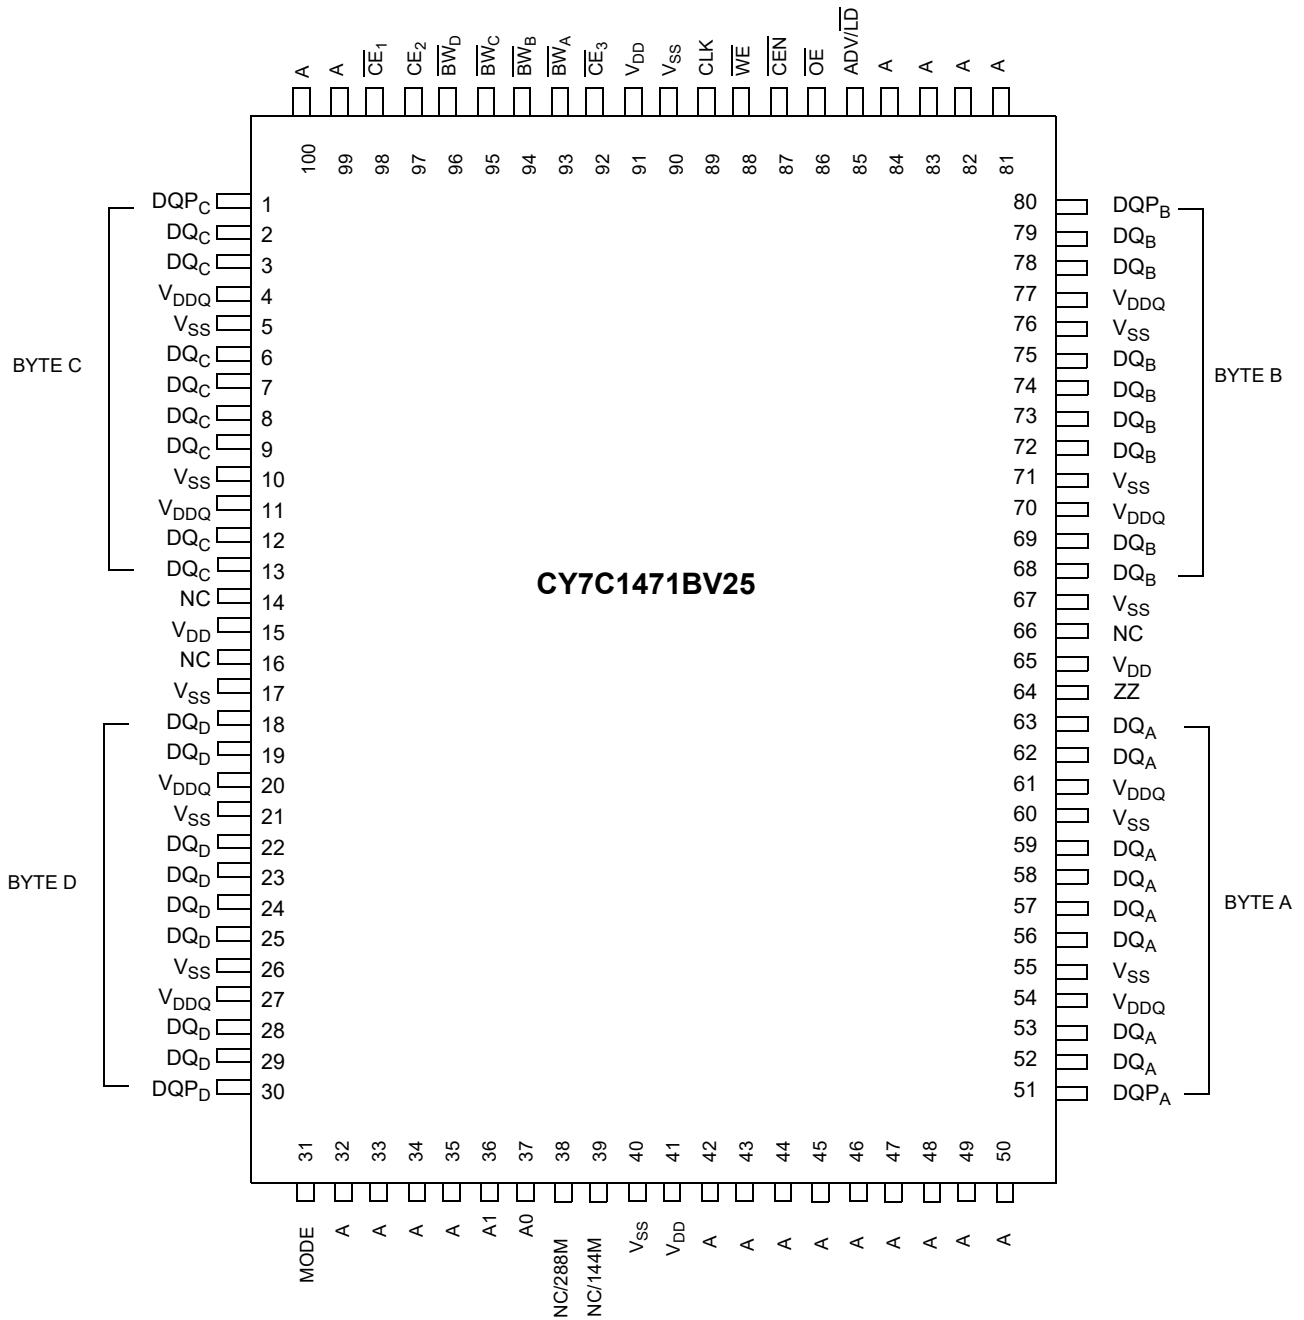 A A CE1 CE2 BWD BWC BWB BWA CE3 VDD VSS CLK WE CEN OE ADV/LD A A A A
100 99 98 97 96 95 94 93 92 91 90 89 88 87 86 85 84 83 82 81
DQPC 1 80 DQPB
DQC 2 79 DQB
DQC 3 78 DQB
VDDQ 4 77 VDDQ
VSS 5 76 VSS
DQC 6 75 DQB
BYTE C BYTE B
DQC 7 74 DQB
DQC 8 73 DQB
DQC 9 72 DQB
VSS 10 71 VSS
VDDQ 11 70 VDDQ
DQC 12 69 DQB
DQC 13 68 DQB
CY7C1471BV25
NC 14 67 VSS
VDD 15 66 NC
NC 16 65 VDD
VSS 17 64 ZZ
DQD 18 63 DQA
DQD 19 62 DQA
VDDQ 20 61 VDDQ
VSS 21 60 VSS
DQD 22 59 DQA
DQD 23 58 DQA
BYTE D BYTE A
DQD 24 57 DQA
DQD 25 56 DQA
VSS 26 55 VSS
VDDQ 27 54 VDDQ
DQD 28 53 DQA
DQD 29 52 DQA
DQPD 30 51 DQPA
31 32 33 34 35 36 37 38 39 40 41 42 43 44 45 46 47 48 49 50
MODE A A A A A1 A0 NC/288M NC/144M VSS VDD A A A A A A A A A